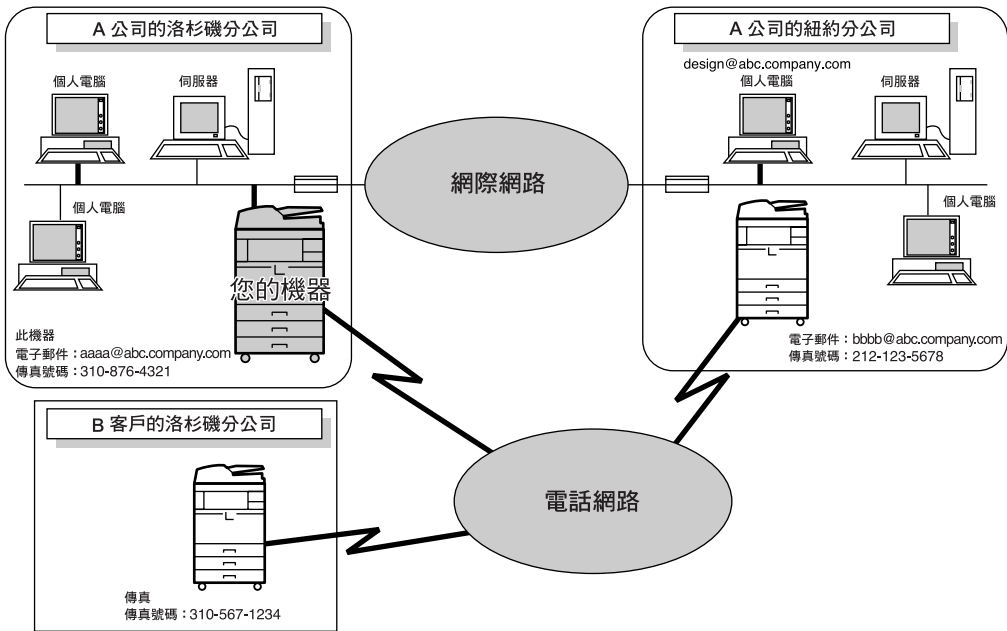 A 公司的洛杉磯分公司
個人電腦
伺服器
個人電腦
您的機器
此機器
電子郵件：aaaa@abc.company.com
傳真號碼：310-876-4321
A 公司的紐約分公司
design@abc.company.com
個人電腦
伺服器
個人電腦
電子郵件：bbbb@abc.company.com
傳真號碼：212-123-5678
網際網路
B 客戶的洛杉磯分公司
傳真
傳真號碼：310-567-1234
電話網路